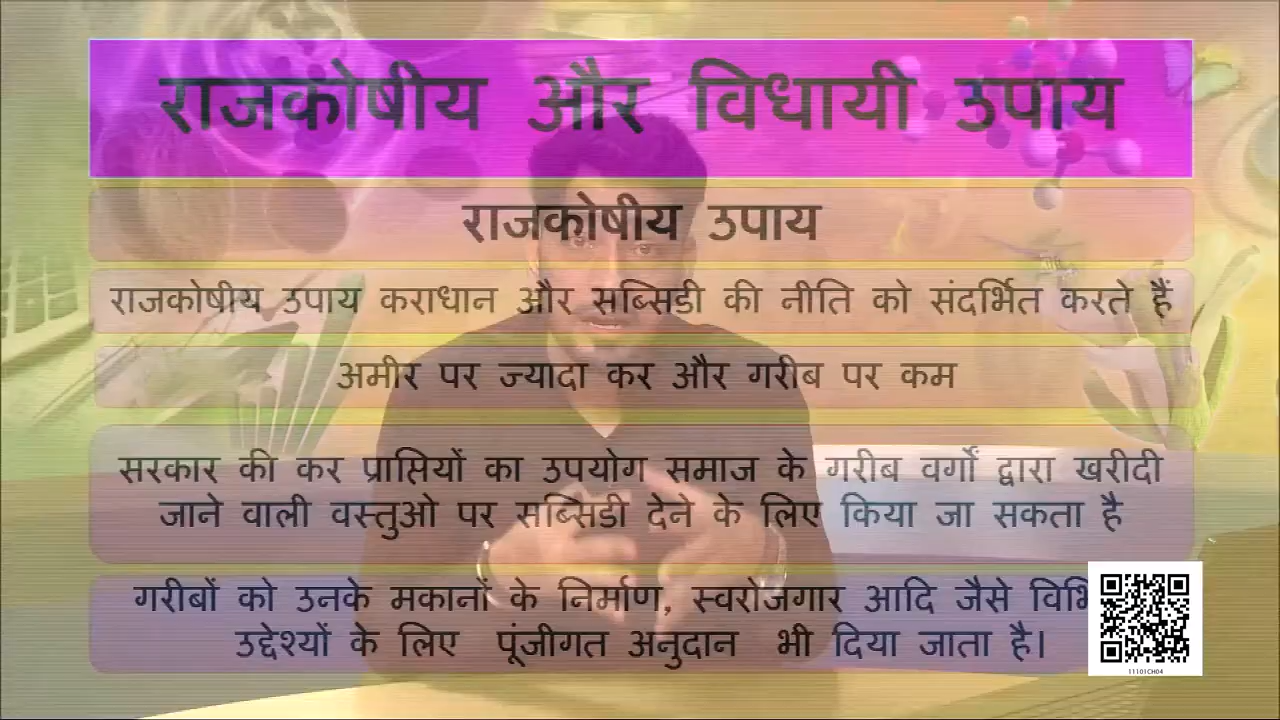 राजकोषीय और विधायी उपाय
राजकोषीय उपाय
राजकोषीय उपाय कराधान और सब्सिडी की नीति को संदर्भित करते हैं
अमीर पर ज्यादा कर और गरीब पर कम
सरकार की कर प्राप्तियों का उपयोग समाज के गरीब वर्गों द्वारा खरीदी
जाने वाली वस्तुओ पर सब्सिडी देने के लिए किया जा सकता है
गरीबों को उनके मकानों के निर्माण, स्वरोजगार आदि जैसे
उद्देश्यों के लिए पूंजीगत अनुदान भी दिया जाता है।
11101CH04